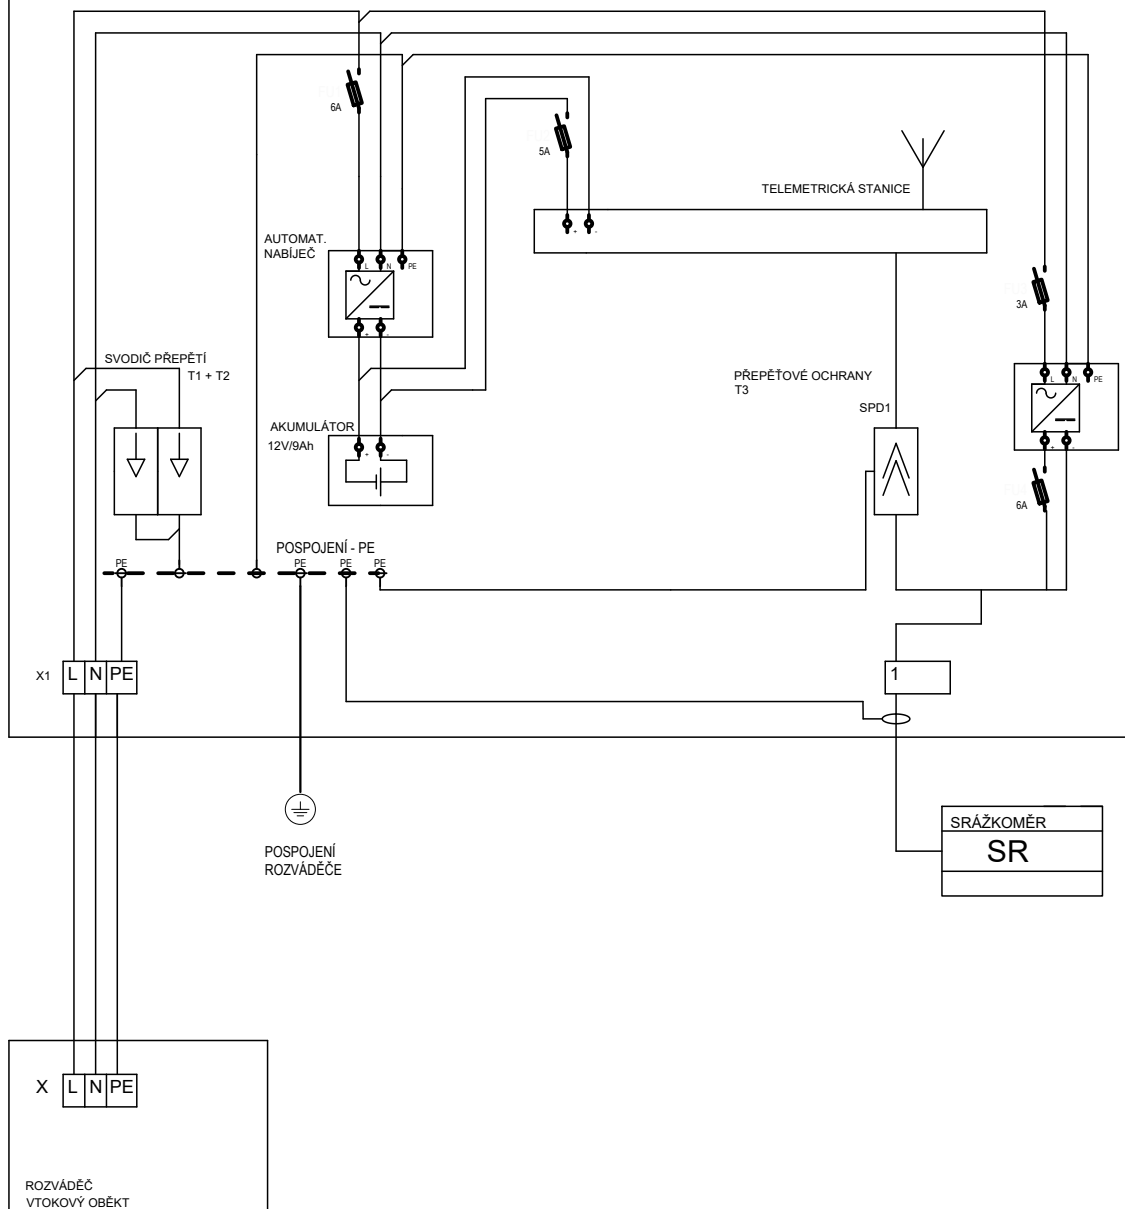 6A
5A
TELEMETRICKÁ STANICE
+ -
AUTOMAT.
NABÍJEČ
L N PE
+ -
3A
SVODIČ PŘEPĚTÍ
T1 + T2
PŘEPĚŤOVÉ OCHRANY
T3
SPD1
L N PE
+ -
AKUMULÁTOR
12V/9Ah
+ -
6A
POSPOJENÍ - PE
PE PE PE PE
X1 L N PE
1
POSPOJENÍ
ROZVÁDĚČE
SRÁŽKOMĚR
SR
X L N PE
ROZVÁDĚČ
VTOKOVÝ OBĚKT